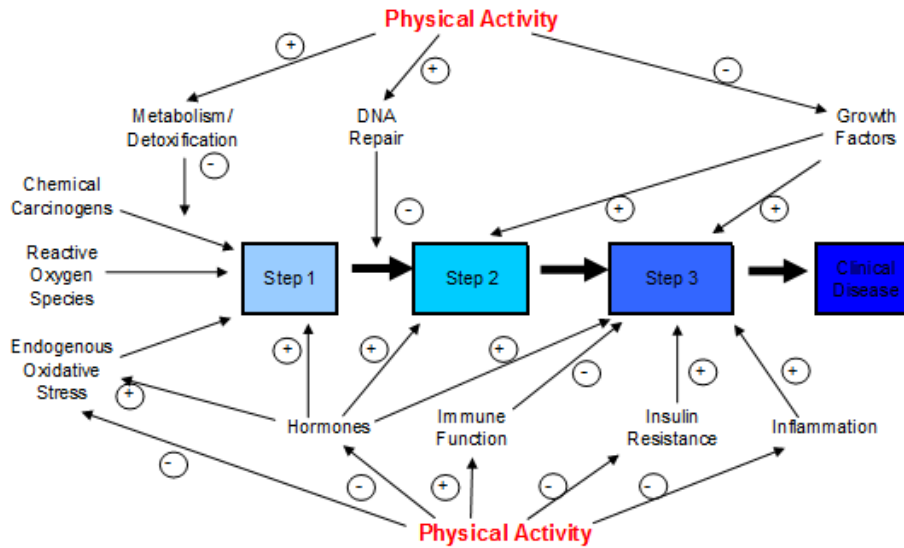 Physical Activity
+
+
-
Metabolism/
Detoxification
DNA
Repair
Growth
Factors
-
Chemical
Carcinogens
-
+
+
Reactive
Oxygen
Species
Step 1
Step 2
Step 3
Clinical
Disease
Endogenous
Oxidative
Stress
+
+
+
-
+
+
+
Hormones
Immune
Function
Insulin
Resistance
Inflammation
-
-
+
-
-
Physical Activity